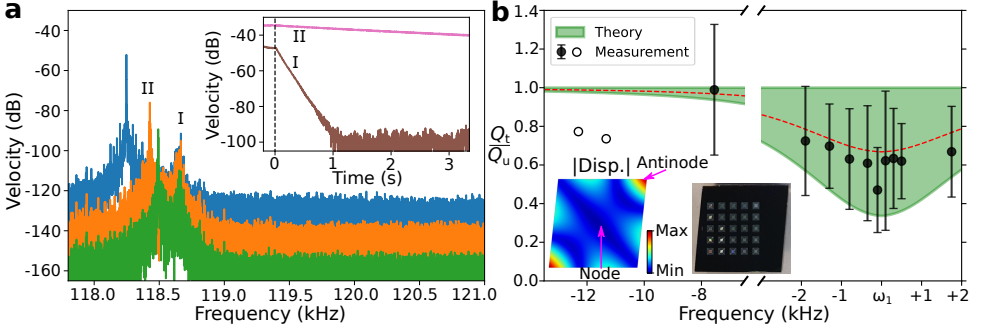 a
Velocity (dB)
-40
-60
-80
-100
-120
-140
-160
118.0
118.5
119.0
119.5
120.0
120.5
121.0
Frequency (kHz)
II
I
Velocity (dB)
-40
-60
-80
-100
0
1
2
3
Time (s)
II
I
b
Qt
Qu
1.4
1.2
1.0
0.8
0.6
0.4
0.2
0.0
Theory
Measurement
|Disp.|
Antinode
Node
Max
Min
-12
-10
-8
-2
-1
ω1
+1
+2
Frequency (kHz)